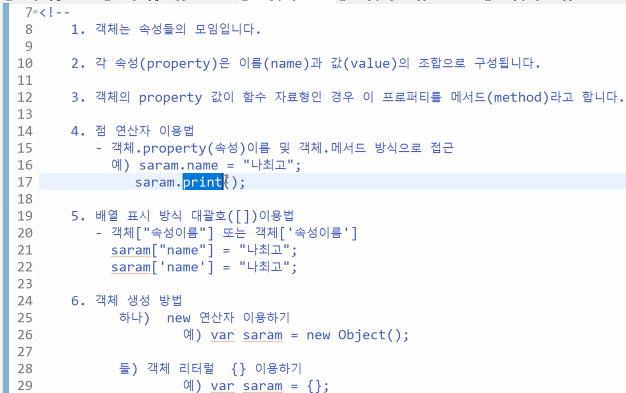 7 <!--
8 1. 객체는 속성들의 모임입니다.
9
10 2. 각 속성(property)은 이름(name)과 값(value)의 조합으로 구성됩니다.
11
12 3. 객체의 property 값이 함수 자료형인 경우 이 프로퍼티를 메서드(method)라고 합니다.
13
14 4. 점 연산자 이용법
15 - 객체.property(속성)이름 및 객체.메서드 방식으로 접근
16 예) saram.name = "나최고";
17 saram.print();
18
19 5. 배열 표시 방식 대괄호([])이용법
20 - 객체["속성이름"] 또는 객체['속성이름']
21 saram["name"] = "나최고";
22 saram['name'] = "나최고";
23
24 6. 객체 생성 방법
25 하나) new 연산자 이용하기
26 예) var saram = new Object();
27
28 둘) 객체 리터럴 {} 이용하기
29 예) var saram = {};